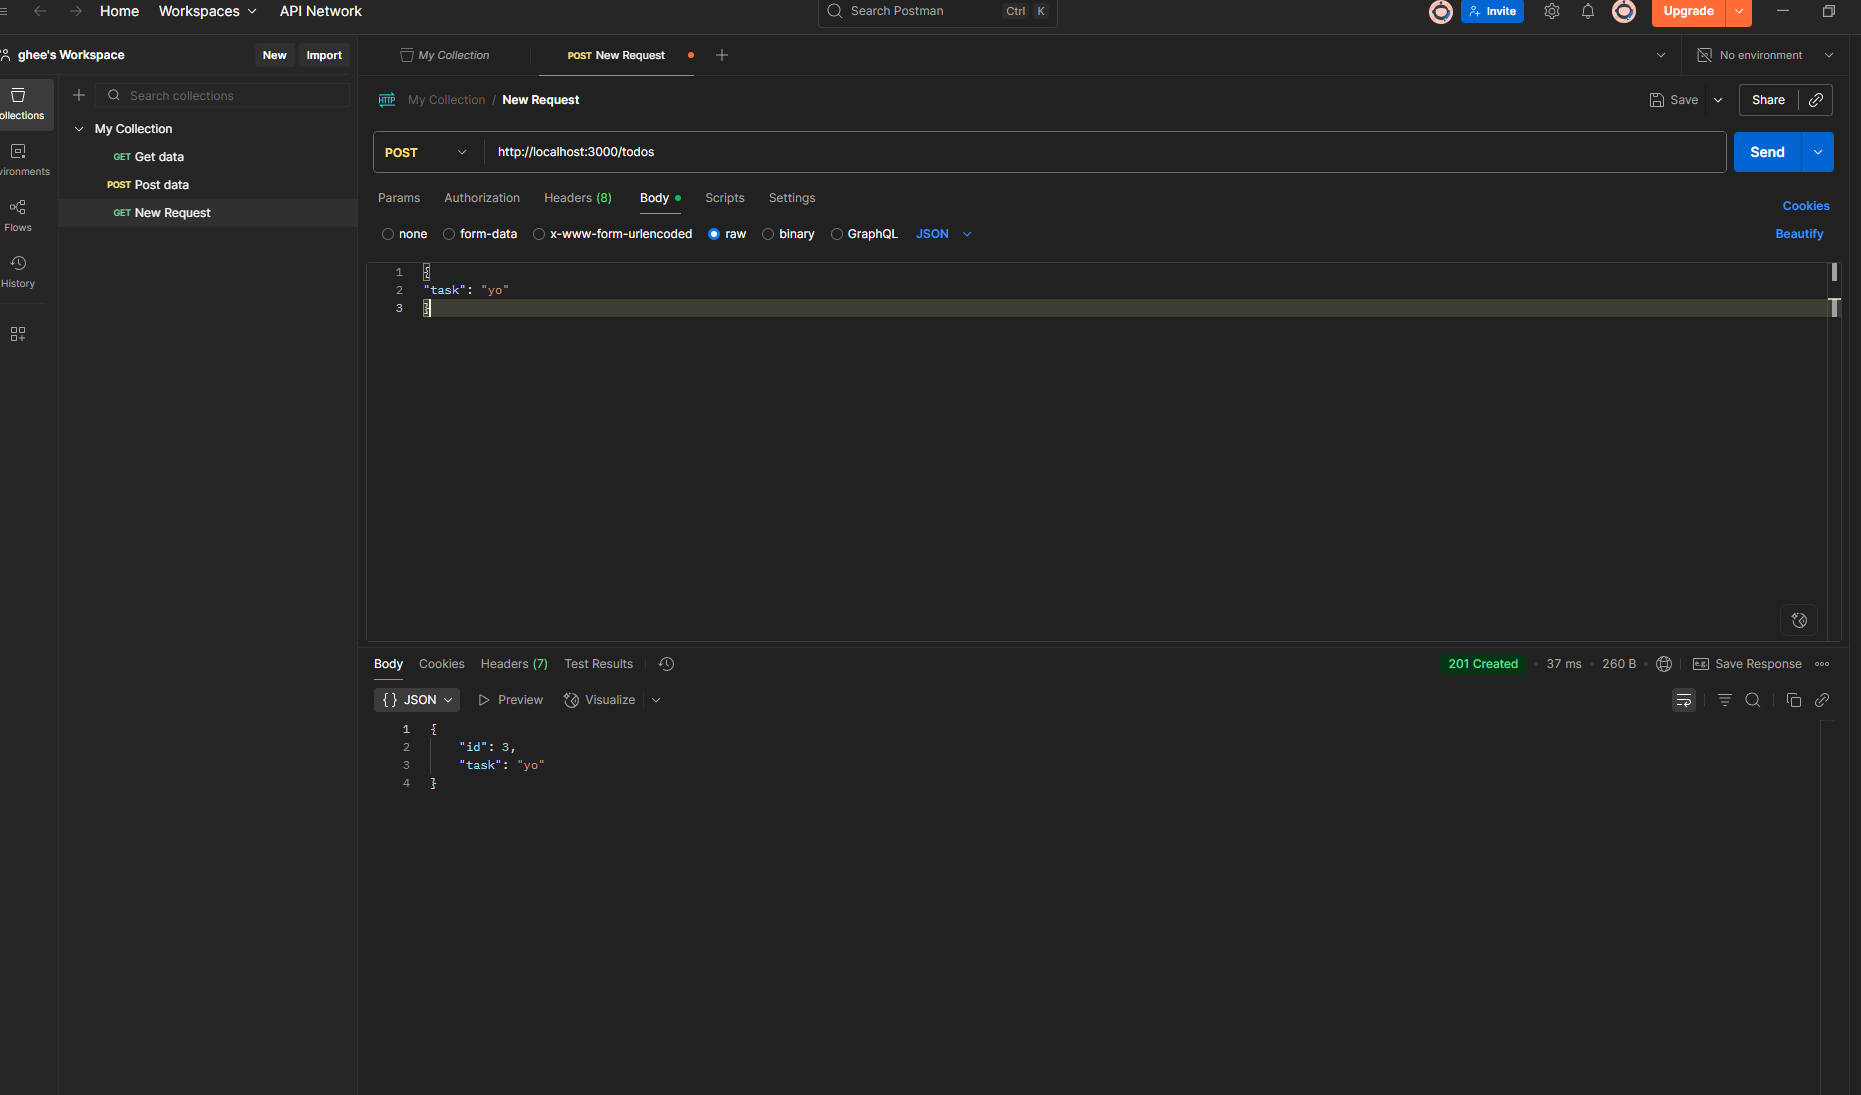 Home Workspaces API Network Search Postman Ctrl K Invite Upgrade
ghee's Workspace New Import My Collection POST New Request No environment
Search collections
ollections
My Collection / New Request Save Share
My Collection
GET Get data
POST Post data
GET New Request
vironments
Flows
History
POST http://localhost:3000/todos Send
Params Authorization Headers (8) Body Scripts Settings Cookies
none form-data x-www-form-urlencoded raw binary GraphQL JSON Beautify
1 {
2 "task": "yo"
3 }
Body Cookies Headers (7) Test Results 201 Created • 37 ms • 260 B • e.g. Save Response
{} JSON Preview Visualize
1 {
2 "id": 3,
3 "task": "yo"
4 }